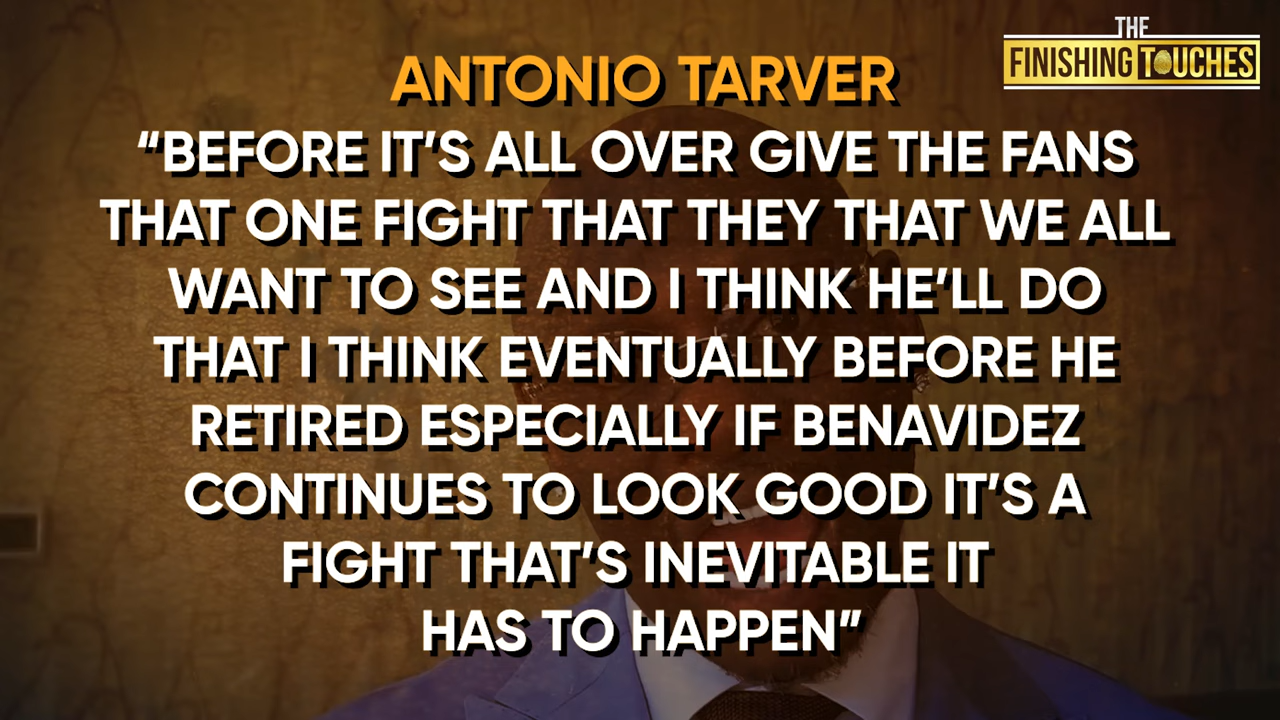 THE
FINISHING TOUCHES
ANTONIO TARVER
“BEFORE IT’S ALL OVER GIVE THE FANS
THAT ONE FIGHT THAT THEY THAT WE ALL
WANT TO SEE AND I THINK HE’LL DO
THAT I THINK EVENTUALLY BEFORE HE
RETIRED ESPECIALLY IF BENAVIDEZ
CONTINUES TO LOOK GOOD IT’S A
FIGHT THAT’S INEVITABLE IT
HAS TO HAPPEN”